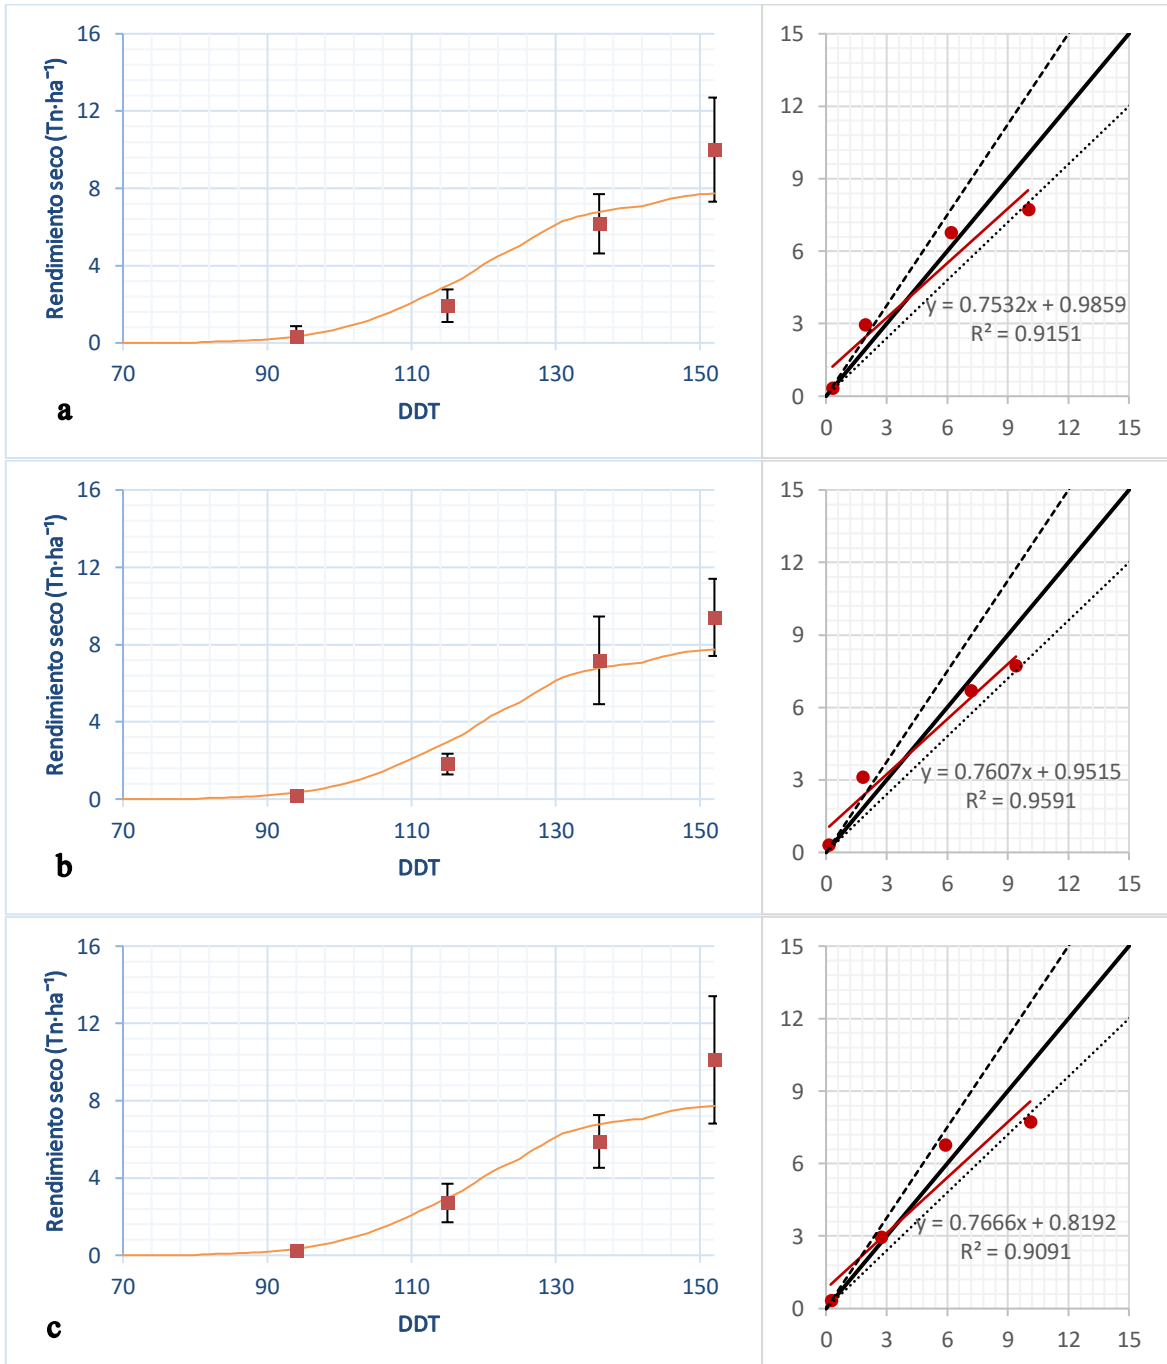 16
12
8
4
0
70 90 110 130 150
Rendimiento seco (Tn·ha⁻¹)
DDT
a
15
12
9
6
3
0
0 3 6 9 12 15
y = 0.7532x + 0.9859
R² = 0.9151
16
12
8
4
0
70 90 110 130 150
Rendimiento seco (Tn·ha⁻¹)
DDT
b
15
12
9
6
3
0
0 3 6 9 12 15
y = 0.7607x + 0.9515
R² = 0.9591
16
12
8
4
0
70 90 110 130 150
Rendimiento seco (Tn·ha⁻¹)
DDT
c
15
12
9
6
3
0
0 3 6 9 12 15
y = 0.7666x + 0.8192
R² = 0.9091